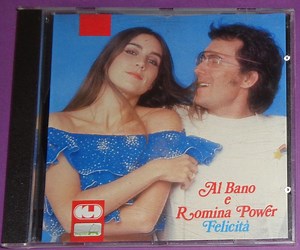 Al Bano
e
Romina Power
Felicità